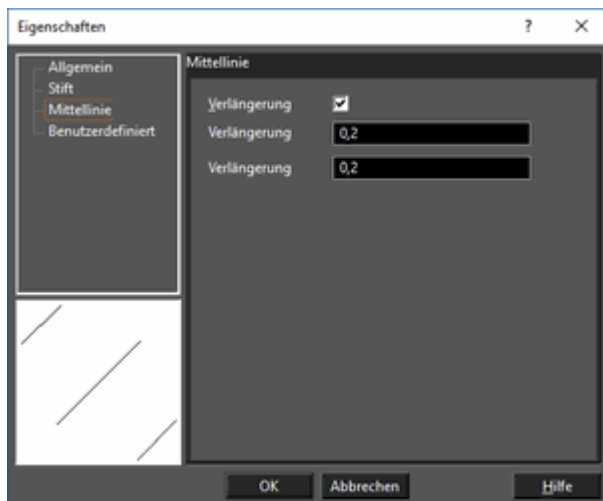 Eigenschaften ?
Allgemein
Stift
Mittellinie
Benutzerdefiniert
Mittellinie
Verlängerung
Verlängerung 0,2
Verlängerung 0,2
OK Abbrechen Hilfe